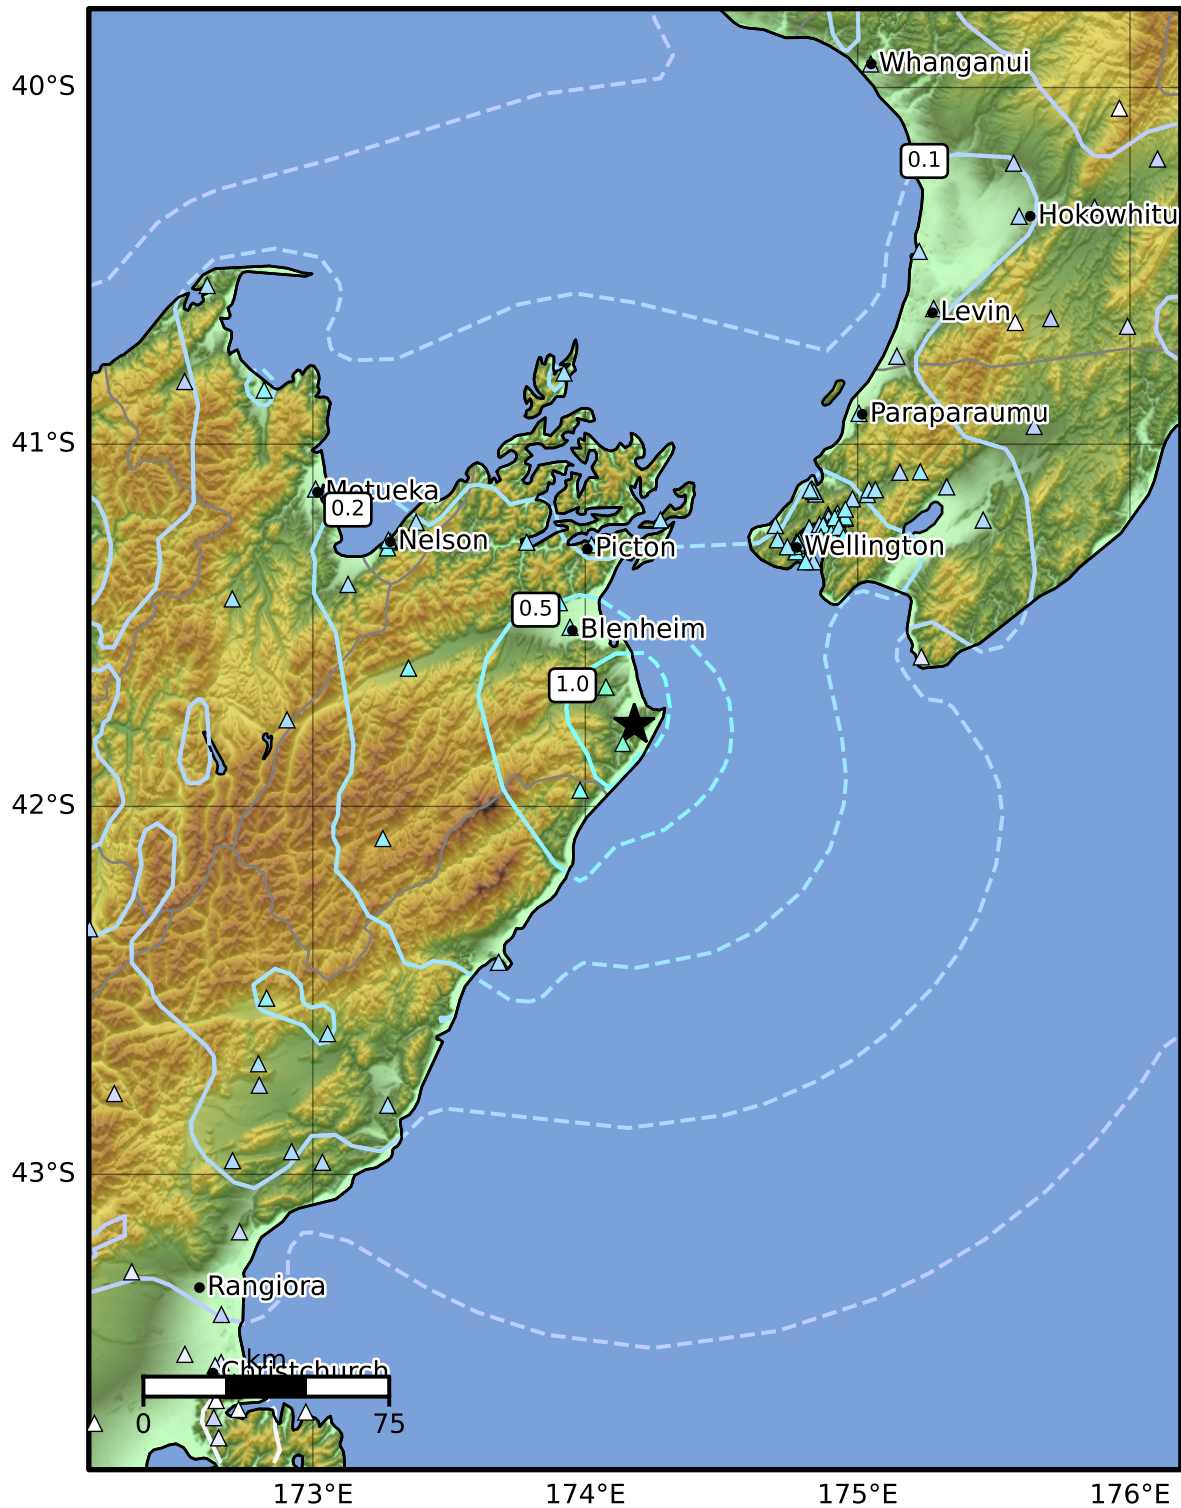 40°S
41°S
42°S
43°S
Whanganui
0.1
Hokowhitu
Levin
Paraparaumu
Motueka
0.2
Nelson
Picton
Wellington
0.5
Blenheim
1.0
Rangiora
km
Christchurch
0
75
173°E
174°E
175°E
176°E